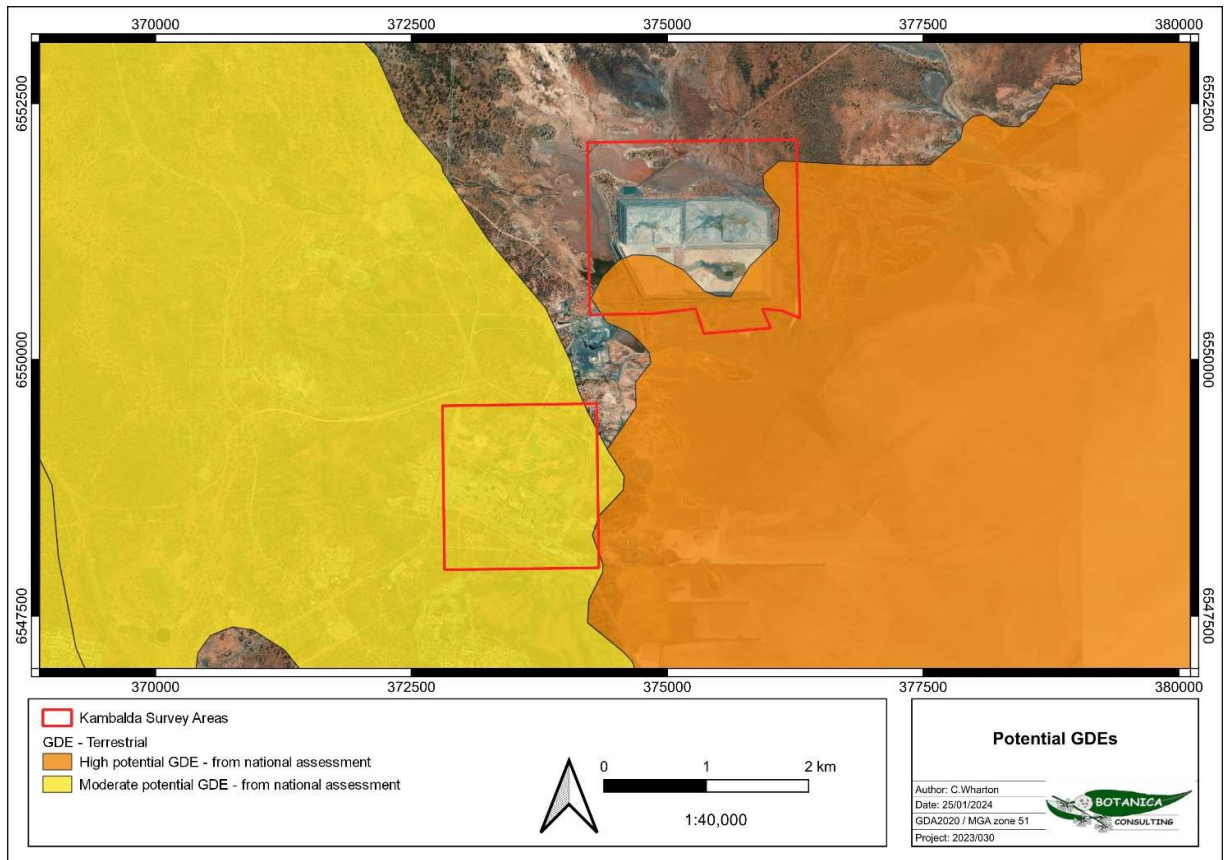 370000 372500 375000 377500 380000
6552500 6552500
6550000 6550000
6547500 6547500
370000 372500 375000 377500 380000
Kambalda Survey Areas
GDE - Terrestrial
High potential GDE - from national assessment
Moderate potential GDE - from national assessment
0 1 2 km
1:40,000
Potential GDEs
Author: C.Wharton
Date: 25/01/2024
GDA2020 / MGA zone 51
Project: 2023/030
BOTANICA
CONSULTING